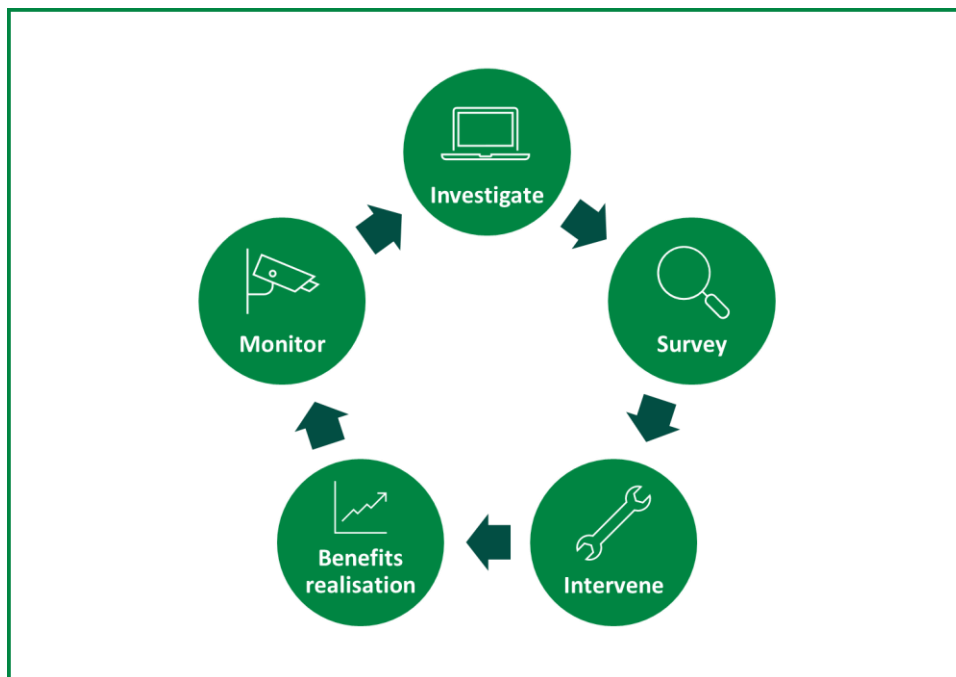 Investigate
Survey
Intervene
Benefits
realisation
Monitor